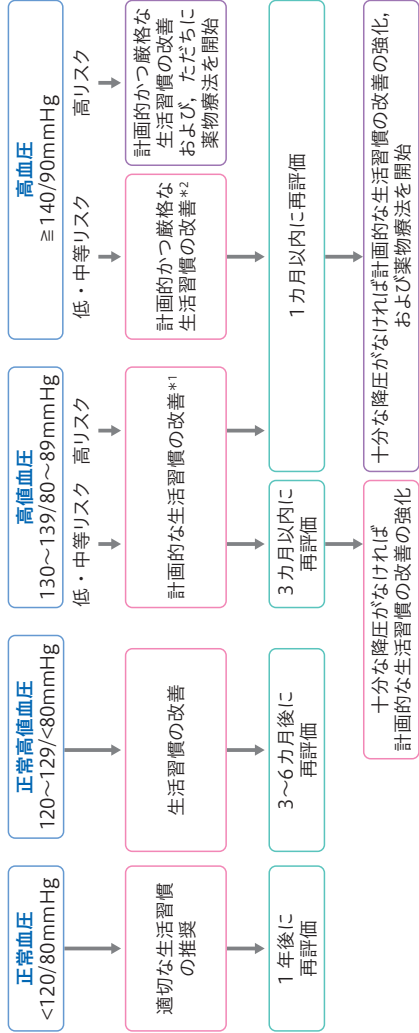 正常血圧
<120/80mmHg
正常高値血圧
120〜129/<80mmHg
高値血圧
130〜139/80〜89mmHg
高血圧
≧140/90mmHg
低・中等リスク
高リスク
低・中等リスク
高リスク
適切な生活習慣
の推奨
生活習慣の改善
計画的な生活習慣の改善*1
計画的かつ厳格な
生活習慣の改善*2
計画的かつ厳格な
生活習慣の改善
および，ただちに
薬物療法を開始
1年後に
再評価
3〜6カ月後に
再評価
3カ月以内に
再評価
1カ月以内に再評価
十分な降圧がなければ
計画的な生活習慣の改善の強化
十分な降圧がなければ計画的な生活習慣の改善の強化，
および薬物療法を開始